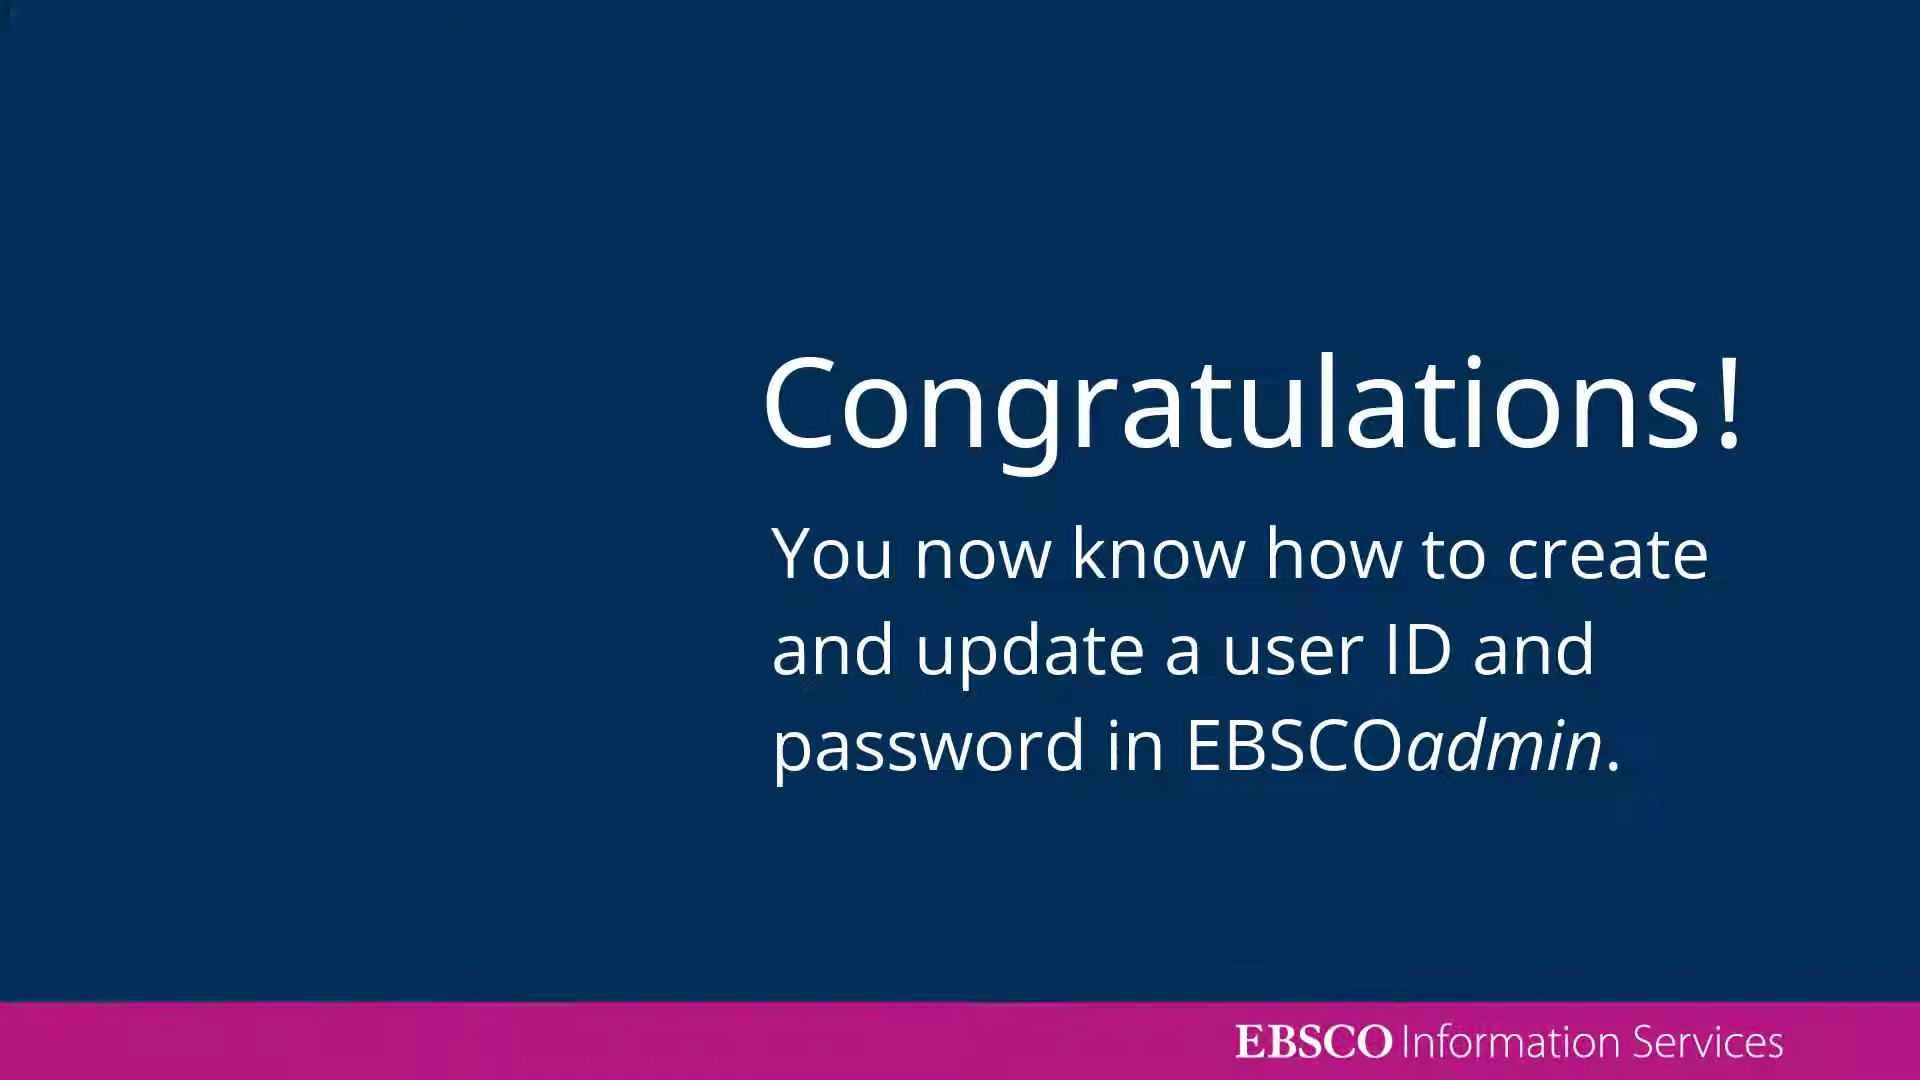 Congratulations!
You now know how to create
and update a user ID and
password in EBSCOadmin.
EBSCO Information Services